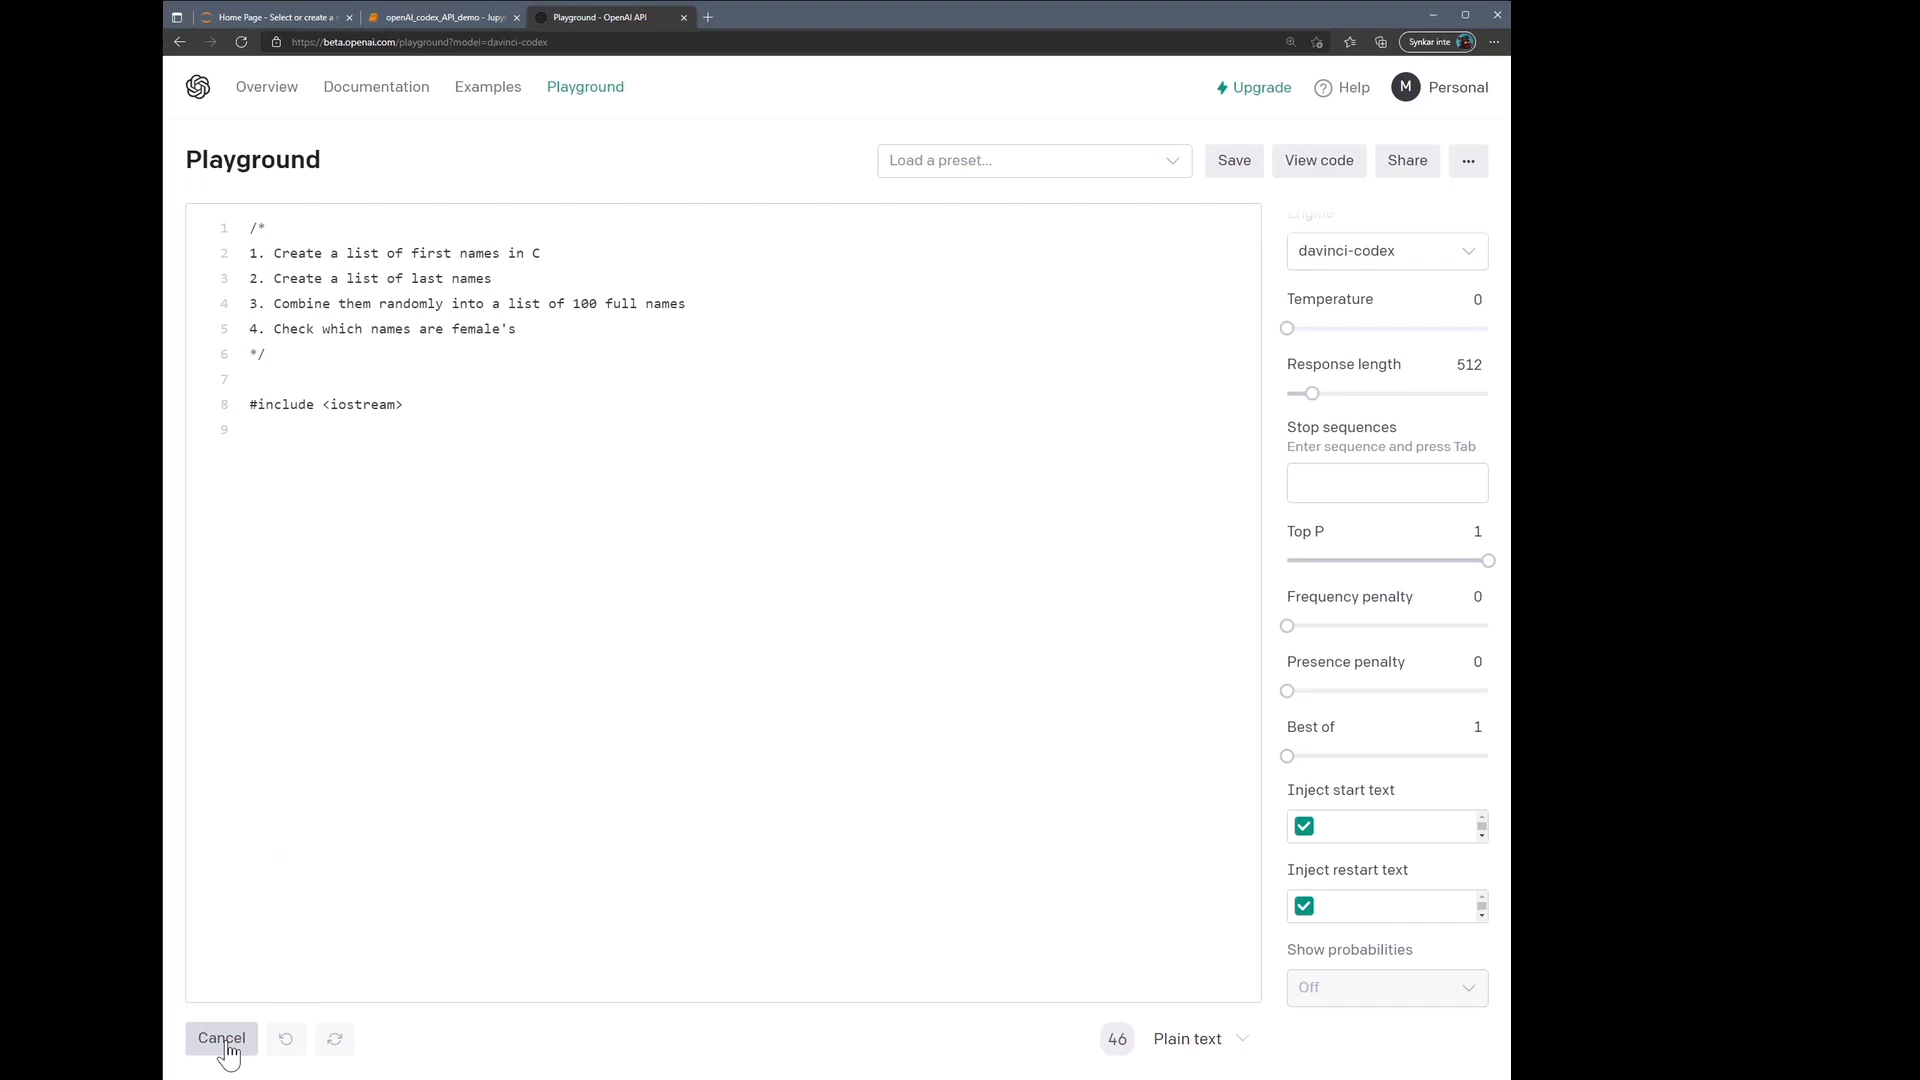 Home Page - Select or create a n
openAI_codex_API_demo - Jupy
Playground - OpenAI API
https://beta.openai.com/playground?model=davinci-codex
Synkar inte
Overview
Documentation
Examples
Playground
Upgrade
Help
M
Personal
Playground
Load a preset...
Save
View code
Share
1 /*
2 1. Create a list of first names in C
3 2. Create a list of last names
4 3. Combine them randomly into a list of 100 full names
5 4. Check which names are female's
6 */
7
8 #include <iostream>
9
Engine
davinci-codex
Temperature 0
Response length 512
Stop sequences
Enter sequence and press Tab
Top P 1
Frequency penalty 0
Presence penalty 0
Best of 1
Inject start text
Inject restart text
Show probabilities
Off
Cancel
46
Plain text